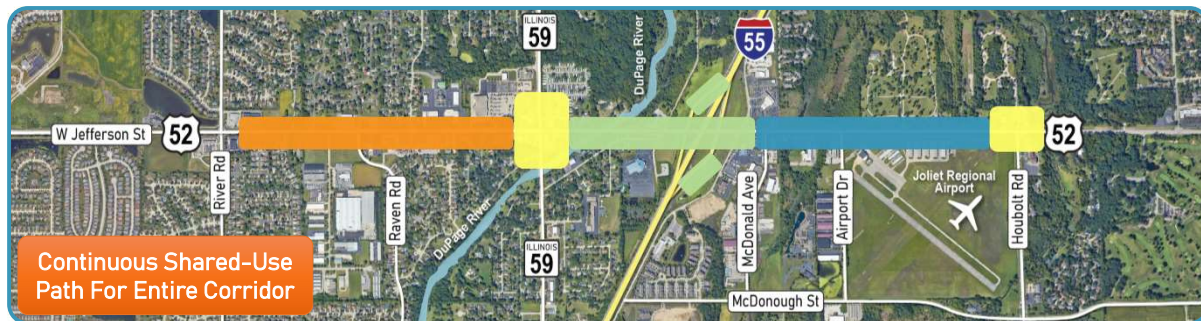 ILLINOIS
59
55
DuPage River
W Jefferson St
52
52
River Rd
Raven Rd
DuPage River
McDonald Ave
Airport Dr
Joliet Regional
Airport
Houbolt Rd
ILLINOIS
59
Continuous Shared-Use
Path For Entire Corridor
McDonough St